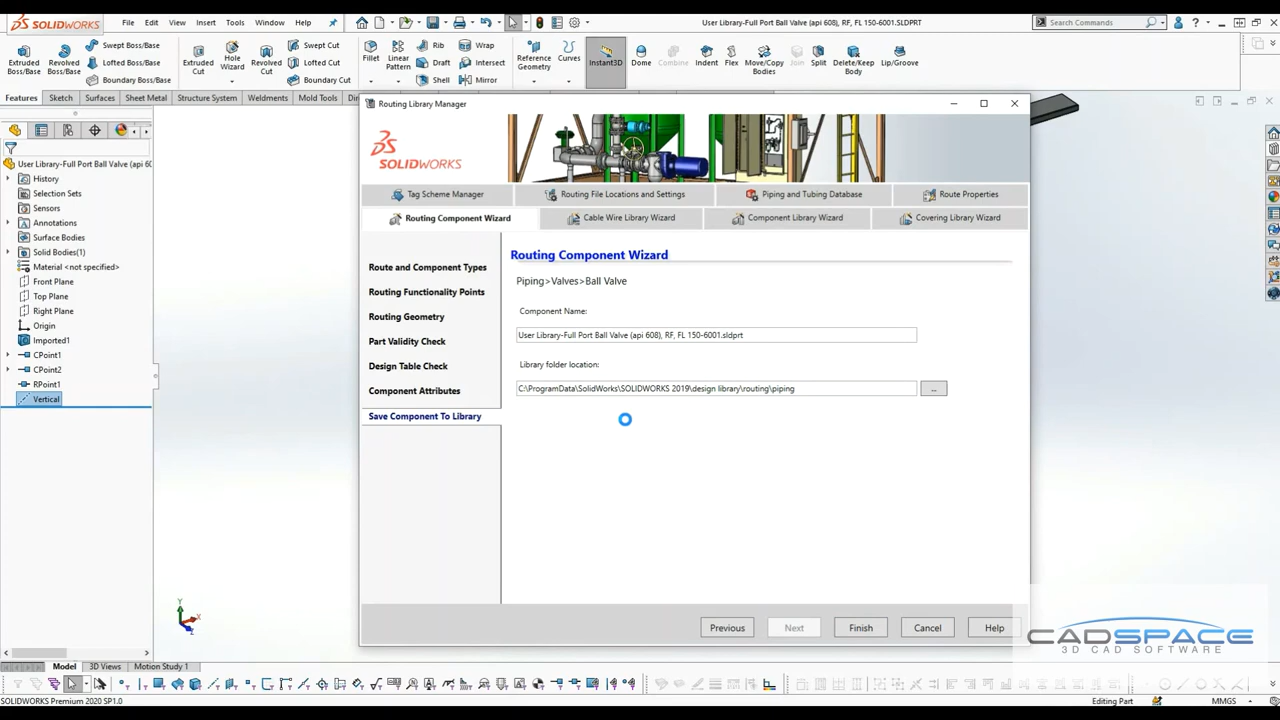 SOLIDWORKS
File Edit View Insert Tools Window Help
User Library-Full Port Ball Valve (api 608), RF, FL 150-6001.SLDPRT
Search Commands
Extruded Boss/Base
Revolved Boss/Base
Swept Boss/Base
Lofted Boss/Base
Boundary Boss/Base
Extruded Cut
Hole Wizard
Revolved Cut
Swept Cut
Lofted Cut
Boundary Cut
Fillet
Linear Pattern
Rib
Draft
Shell
Wrap
Intersect
Mirror
Reference Geometry
Curves
Instant3D
Dome
Combine
Indent
Flex
Move/Copy Bodies
Join
Split
Delete/Keep Body
Lip/Groove
Features Sketch Surfaces Sheet Metal Structure System Weldments Mold Tools
User Library-Full Port Ball Valve (api 60
History
Selection Sets
Sensors
Annotations
Surface Bodies
Solid Bodies(1)
Material <not specified>
Front Plane
Top Plane
Right Plane
Origin
Imported1
CPoint1
CPoint2
RPoint1
Vertical
Routing Library Manager
SOLIDWORKS
Tag Scheme Manager Routing File Locations and Settings Piping and Tubing Database Route Properties
Routing Component Wizard Cable Wire Library Wizard Component Library Wizard Covering Library Wizard
Route and Component Types
Routing Functionality Points
Routing Geometry
Part Validity Check
Design Table Check
Component Attributes
Save Component To Library
Routing Component Wizard
Piping>Valves>Ball Valve
Component Name:
User Library-Full Port Ball Valve (api 608), RF, FL 150-6001.sldprt
Library folder location:
C:\ProgramData\SolidWorks\SOLIDWORKS 2019\design library\routing\piping
...
Previous Next Finish Cancel Help
CADSPACE
3D CAD SOFTWARE
Y
X
Z
Model 3D Views Motion Study 1
SOLIDWORKS Premium 2020 SP1.0
Editing Part
MMGS